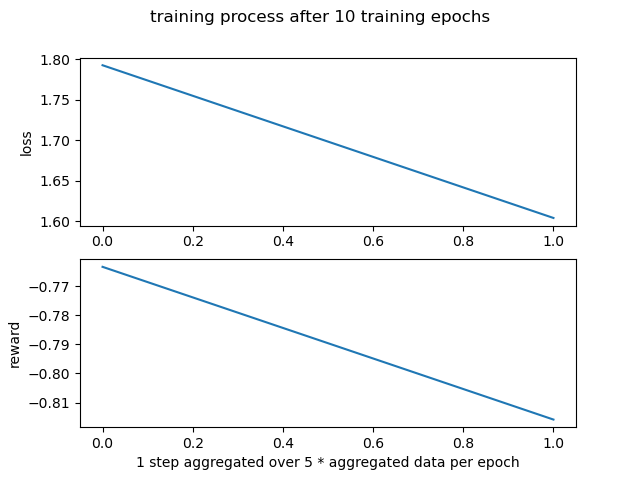 training process after 10 training epochs
1.80
1.75
1.70
1.65
1.60
loss
0.0 0.2 0.4 0.6 0.8 1.0
−0.77
−0.78
−0.79
−0.80
−0.81
reward
0.0 0.2 0.4 0.6 0.8 1.0
1 step aggregated over 5 * aggregated data per epoch